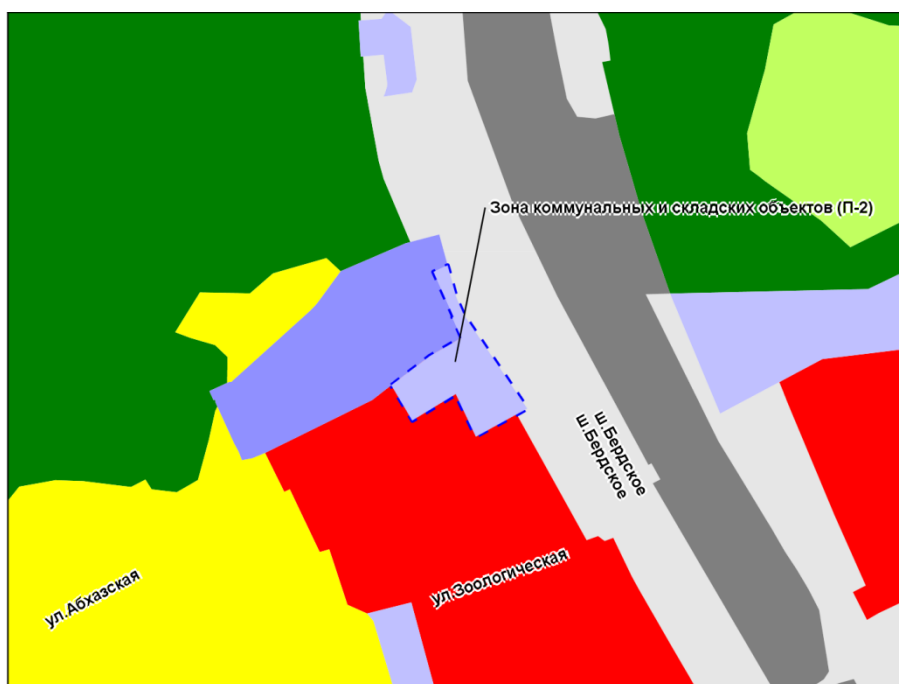 Зона коммунальных и складских объектов (П-2)
ш.Бердское
ш.Бердское
ул.Зоологическая
ул.Абхазская